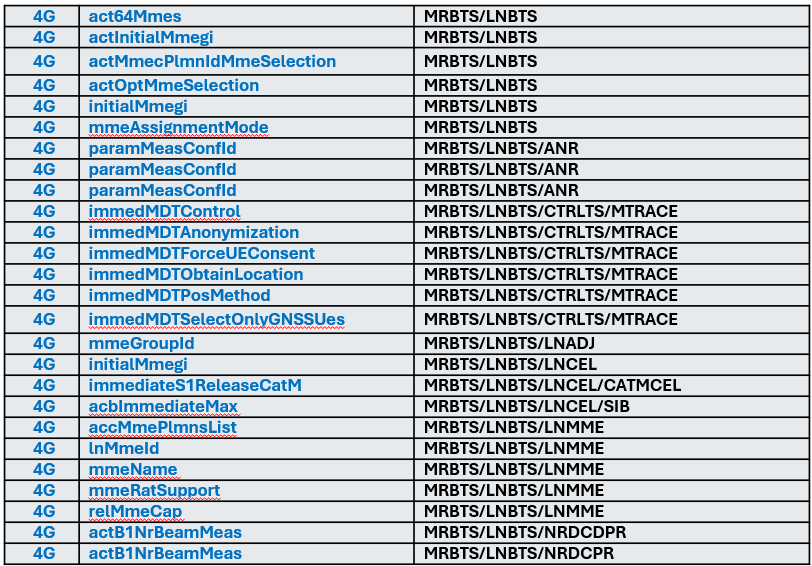 4G act64Mmes MRBTS/LNBTS
4G actInitialMmegi MRBTS/LNBTS
4G actMmecPlmnIdMmeSelection MRBTS/LNBTS
4G actOptMmeSelection MRBTS/LNBTS
4G initialMmegi MRBTS/LNBTS
4G mmeAssignmentMode MRBTS/LNBTS
4G paramMeasConfId MRBTS/LNBTS/ANR
4G paramMeasConfId MRBTS/LNBTS/ANR
4G paramMeasConfId MRBTS/LNBTS/ANR
4G immedMDTControl MRBTS/LNBTS/CTRLTS/MTRACE
4G immedMDTAnonymization MRBTS/LNBTS/CTRLTS/MTRACE
4G immedMDTForceUEConsent MRBTS/LNBTS/CTRLTS/MTRACE
4G immedMDTObtainLocation MRBTS/LNBTS/CTRLTS/MTRACE
4G immedMDTPosMethod MRBTS/LNBTS/CTRLTS/MTRACE
4G immedMDTSelectOnlyGNSSUes MRBTS/LNBTS/CTRLTS/MTRACE
4G mmeGroupId MRBTS/LNBTS/LNADJ
4G initialMmegi MRBTS/LNBTS/LNCEL
4G immediateS1ReleaseCatM MRBTS/LNBTS/LNCEL/CATMCEL
4G acbImmediateMax MRBTS/LNBTS/LNCEL/SIB
4G accMmePlmnsList MRBTS/LNBTS/LNMME
4G lnMmeId MRBTS/LNBTS/LNMME
4G mmeName MRBTS/LNBTS/LNMME
4G mmeRatSupport MRBTS/LNBTS/LNMME
4G relMmeCap MRBTS/LNBTS/LNMME
4G actB1NrBeamMeas MRBTS/LNBTS/NRDCDPR
4G actB1NrBeamMeas MRBTS/LNBTS/NRDCPR